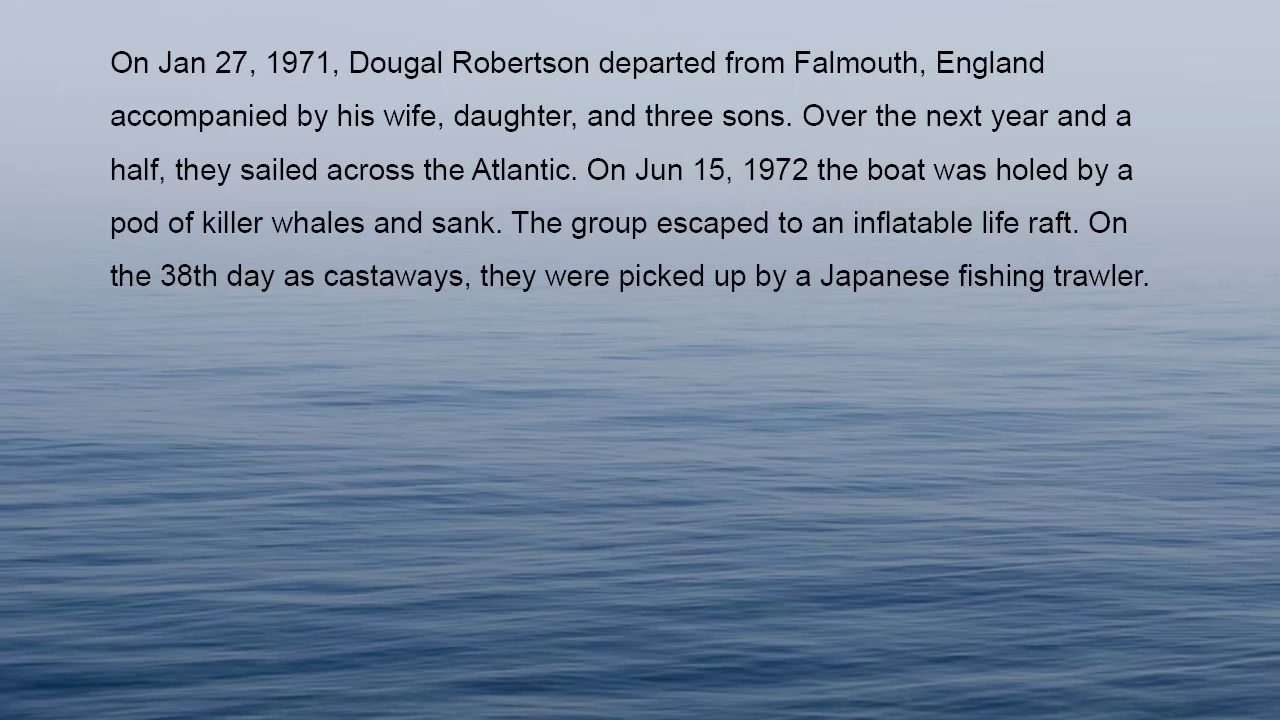 On Jan 27, 1971, Dougal Robertson departed from Falmouth, England
accompanied by his wife, daughter, and three sons. Over the next year and a
half, they sailed across the Atlantic. On Jun 15, 1972 the boat was holed by a
pod of killer whales and sank. The group escaped to an inflatable life raft. On
the 38th day as castaways, they were picked up by a Japanese fishing trawler.